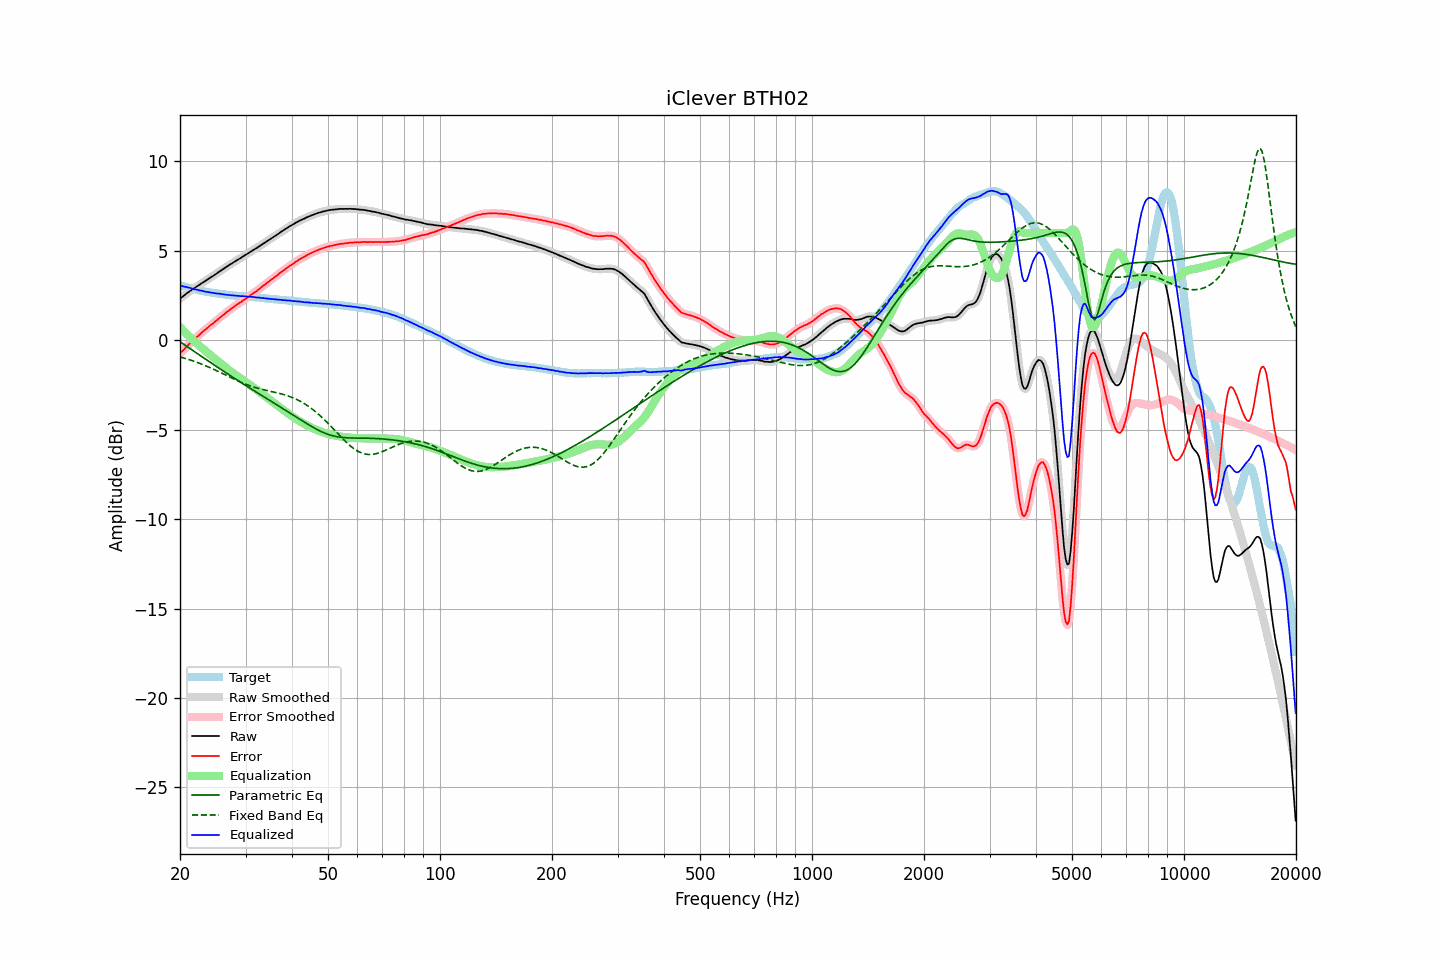 iClever BTH02
Amplitude (dBr)
10
5
0
−5
−10
−15
−20
−25
Target
Raw Smoothed
Error Smoothed
Raw
Error
Equalization
Parametric Eq
Fixed Band Eq
Equalized
20 50 100 200 500 1000 2000 5000 10000 20000
Frequency (Hz)